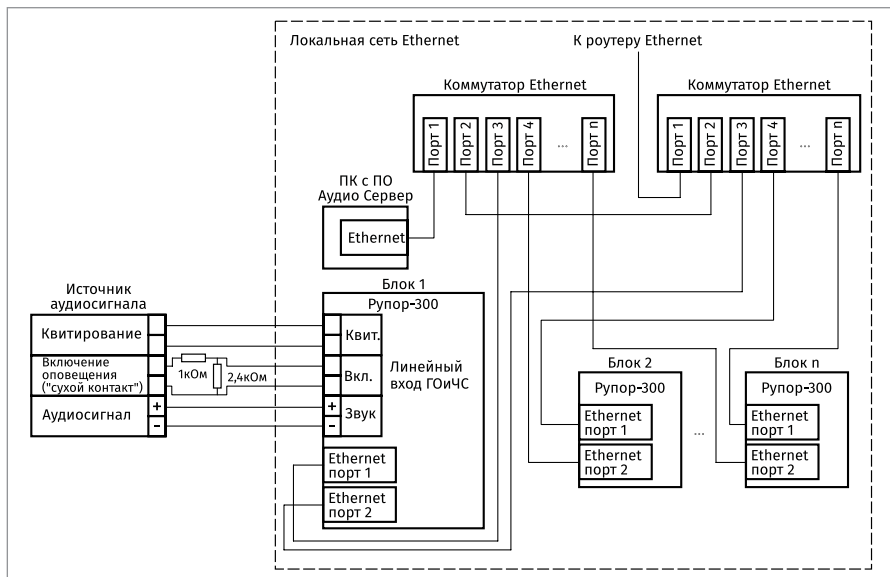 Локальная сеть Ethernet
К роутеру Ethernet
Коммутатор Ethernet
Порт 1
Порт 2
Порт 3
Порт 4
...
Порт n
Коммутатор Ethernet
Порт 1
Порт 2
Порт 3
Порт 4
...
Порт n
ПК с ПО
Аудио Сервер
Ethernet
Источник
аудиосигнала
Квитирование
Включение
оповещения
("сухой контакт")
Аудиосигнал
+
-
1кОм
2,4кОм
Блок 1
Рупор-300
Квит.
Вкл.
+
-
Звук
Линейный
вход ГОиЧС
Ethernet
порт 1
Ethernet
порт 2
Блок 2
Рупор-300
Ethernet
порт 1
Ethernet
порт 2
...
Блок n
Рупор-300
Ethernet
порт 1
Ethernet
порт 2